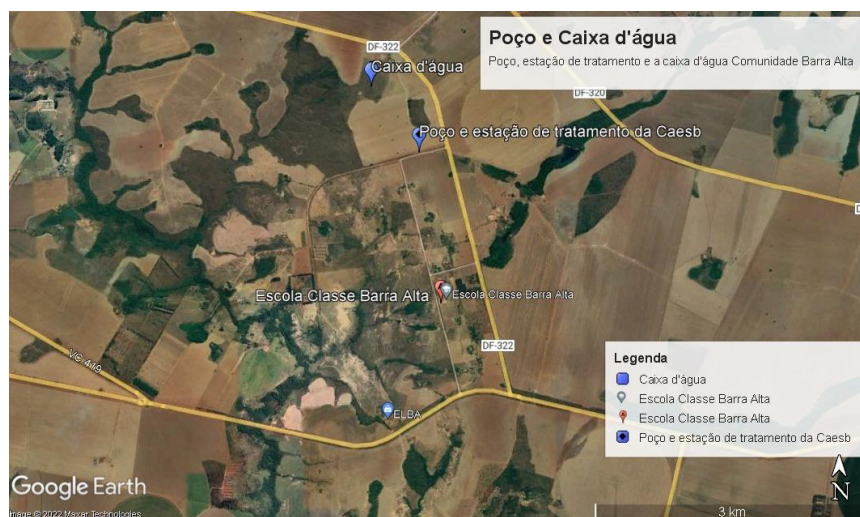 DF-322
Poço e Caixa d'água
Poço, estação de tratamento e a caixa d'água Comunidade Barra Alta
Caixa d'água
DF-320
Poço e estação de tratamento da Caesb
Escola Classe Barra Alta
Escola Classe Barra Alta
DF-322
VC-419
ELBA
Legenda
Caixa d'água
Escola Classe Barra Alta
Escola Classe Barra Alta
Poço e estação de tratamento da Caesb
Google Earth
Image © 2022 Maxar Technologies
N
3 km